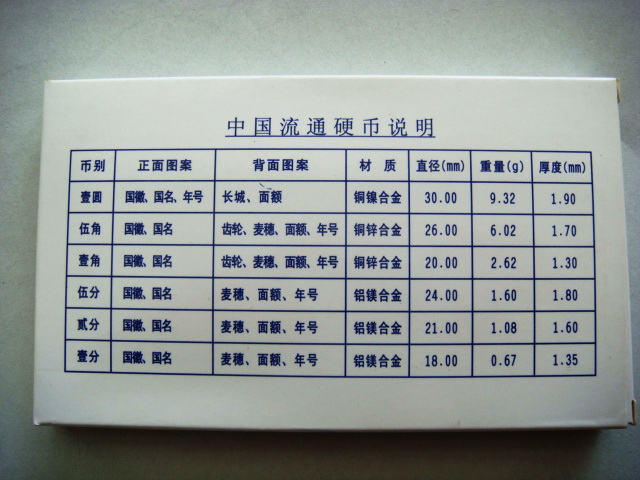 中国流通硬币说明
币别 正面图案 背面图案 材质 直径(mm) 重量(g) 厚度(mm)
壹圆 国徽、国名、年号 长城、面额 铜镍合金 30.00 9.32 1.90
伍角 国徽、国名 齿轮、麦穗、面额、年号 铜锌合金 26.00 6.02 1.70
壹角 国徽、国名 齿轮、麦穗、面额、年号 铜锌合金 20.00 2.62 1.30
伍分 国徽、国名 麦穗、面额、年号 铝镁合金 24.00 1.60 1.80
贰分 国徽、国名 麦穗、面额、年号 铝镁合金 21.00 1.08 1.60
壹分 国徽、国名 麦穗、面额、年号 铝镁合金 18.00 0.67 1.35